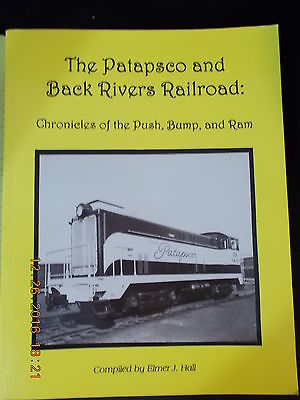 The Patapsco and
Back Rivers Railroad:
Chronicles of the Push, Bump, and Ram
Patapsco
Compiled by Elmer J. Hall
12 26 2016 19:21